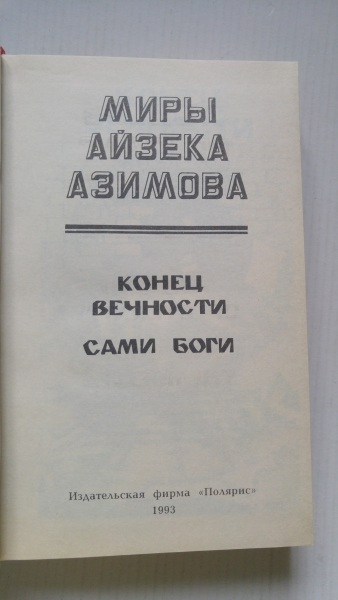 МИРЫ
АЙЗЕКА
АЗИМОВА
КОНЕЦ
ВЕЧНОСТИ
САМИ БОГИ
Издательская фирма «Полярис»
1993